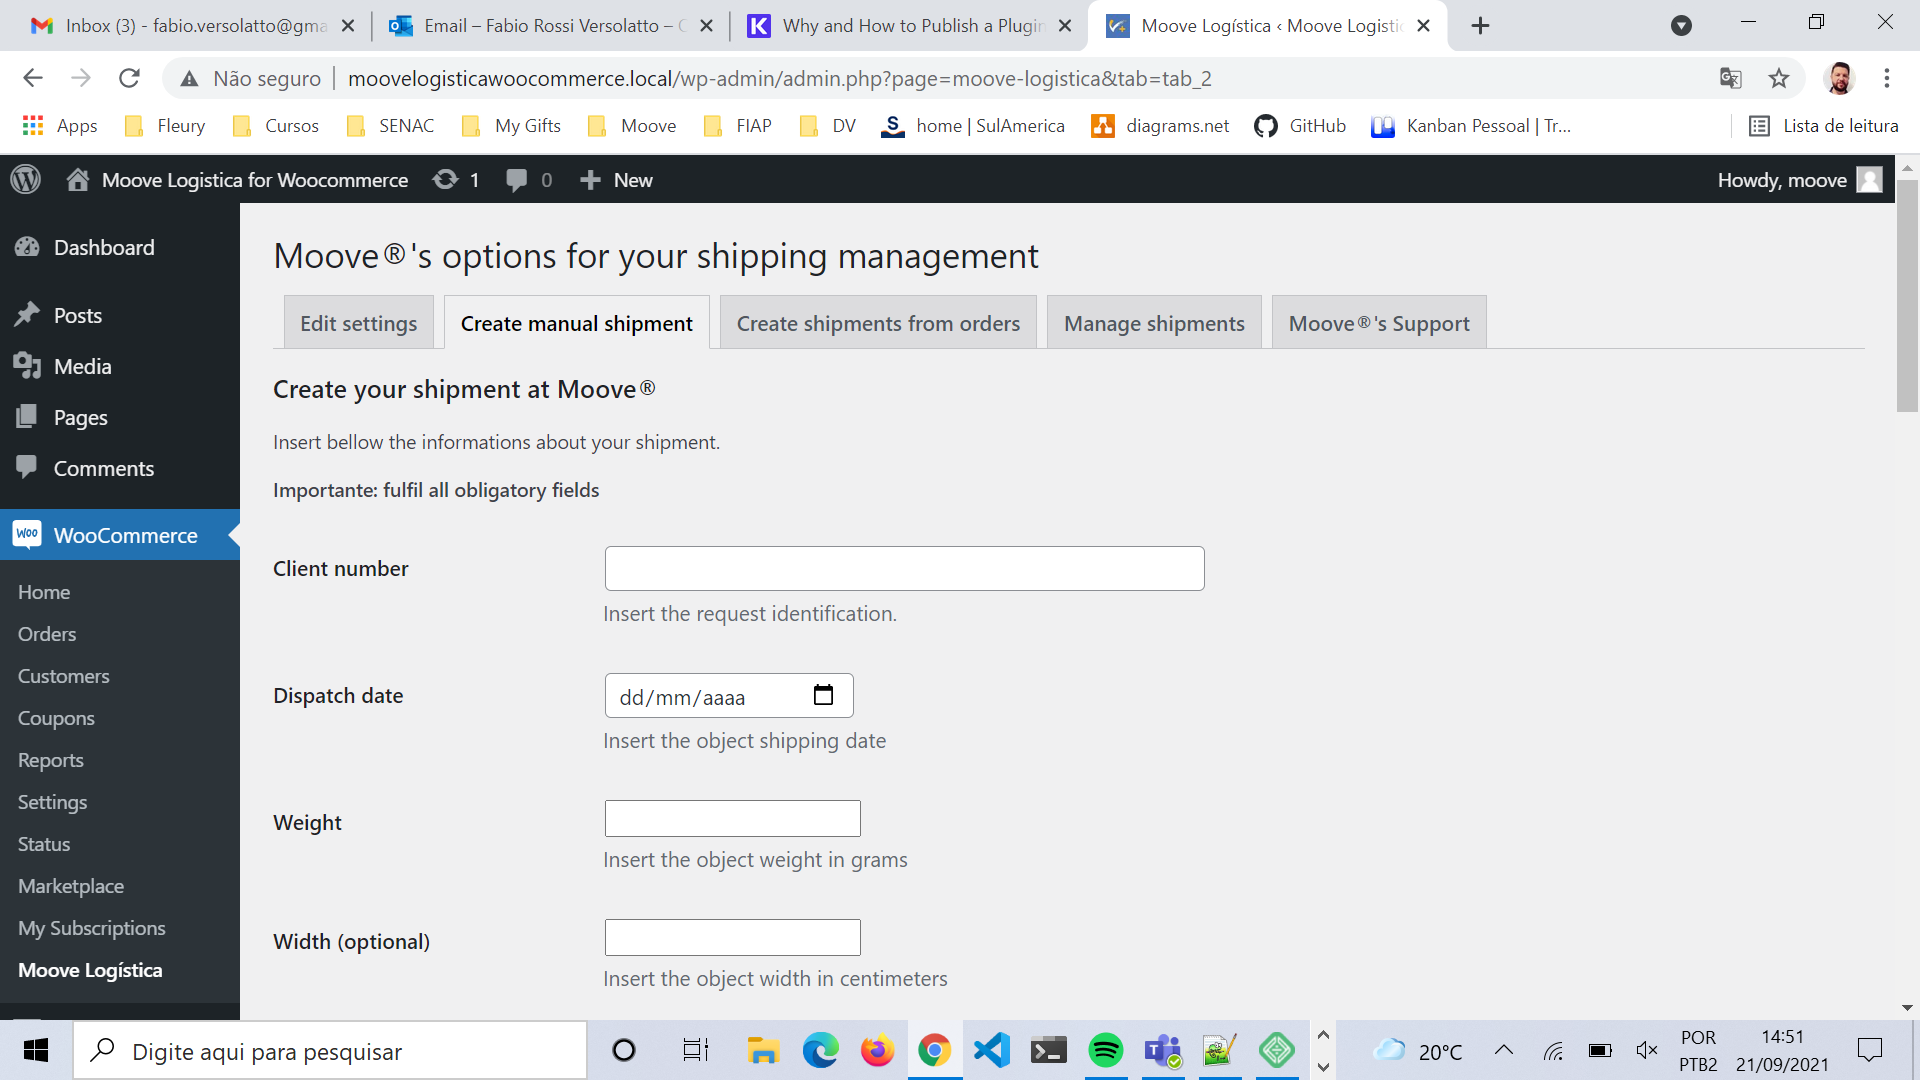 Inbox (3) - fabio.versolatto@gma
Email – Fabio Rossi Versolatto – O
Why and How to Publish a Plugin
Moove Logística ‹ Moove Logistic
Não seguro
moovelogisticawoocommerce.local/wp-admin/admin.php?page=moove-logistica&tab=tab_2
Apps
Fleury
Cursos
SENAC
My Gifts
Moove
FIAP
DV
home | SulAmerica
diagrams.net
GitHub
Kanban Pessoal | Tr...
Lista de leitura
Moove Logistica for Woocommerce
1
0
New
Howdy, moove
Dashboard
Posts
Media
Pages
Comments
WooCommerce
Home
Orders
Customers
Coupons
Reports
Settings
Status
Marketplace
My Subscriptions
Moove Logística
Moove®'s options for your shipping management
Edit settings
Create manual shipment
Create shipments from orders
Manage shipments
Moove®'s Support
Create your shipment at Moove®
Insert bellow the informations about your shipment.
Importante: fulfil all obligatory fields
Client number
Insert the request identification.
Dispatch date
dd/mm/aaaa
Insert the object shipping date
Weight
Insert the object weight in grams
Width (optional)
Insert the object width in centimeters
Digite aqui para pesquisar
20°C
POR
PTB2
14:51
21/09/2021